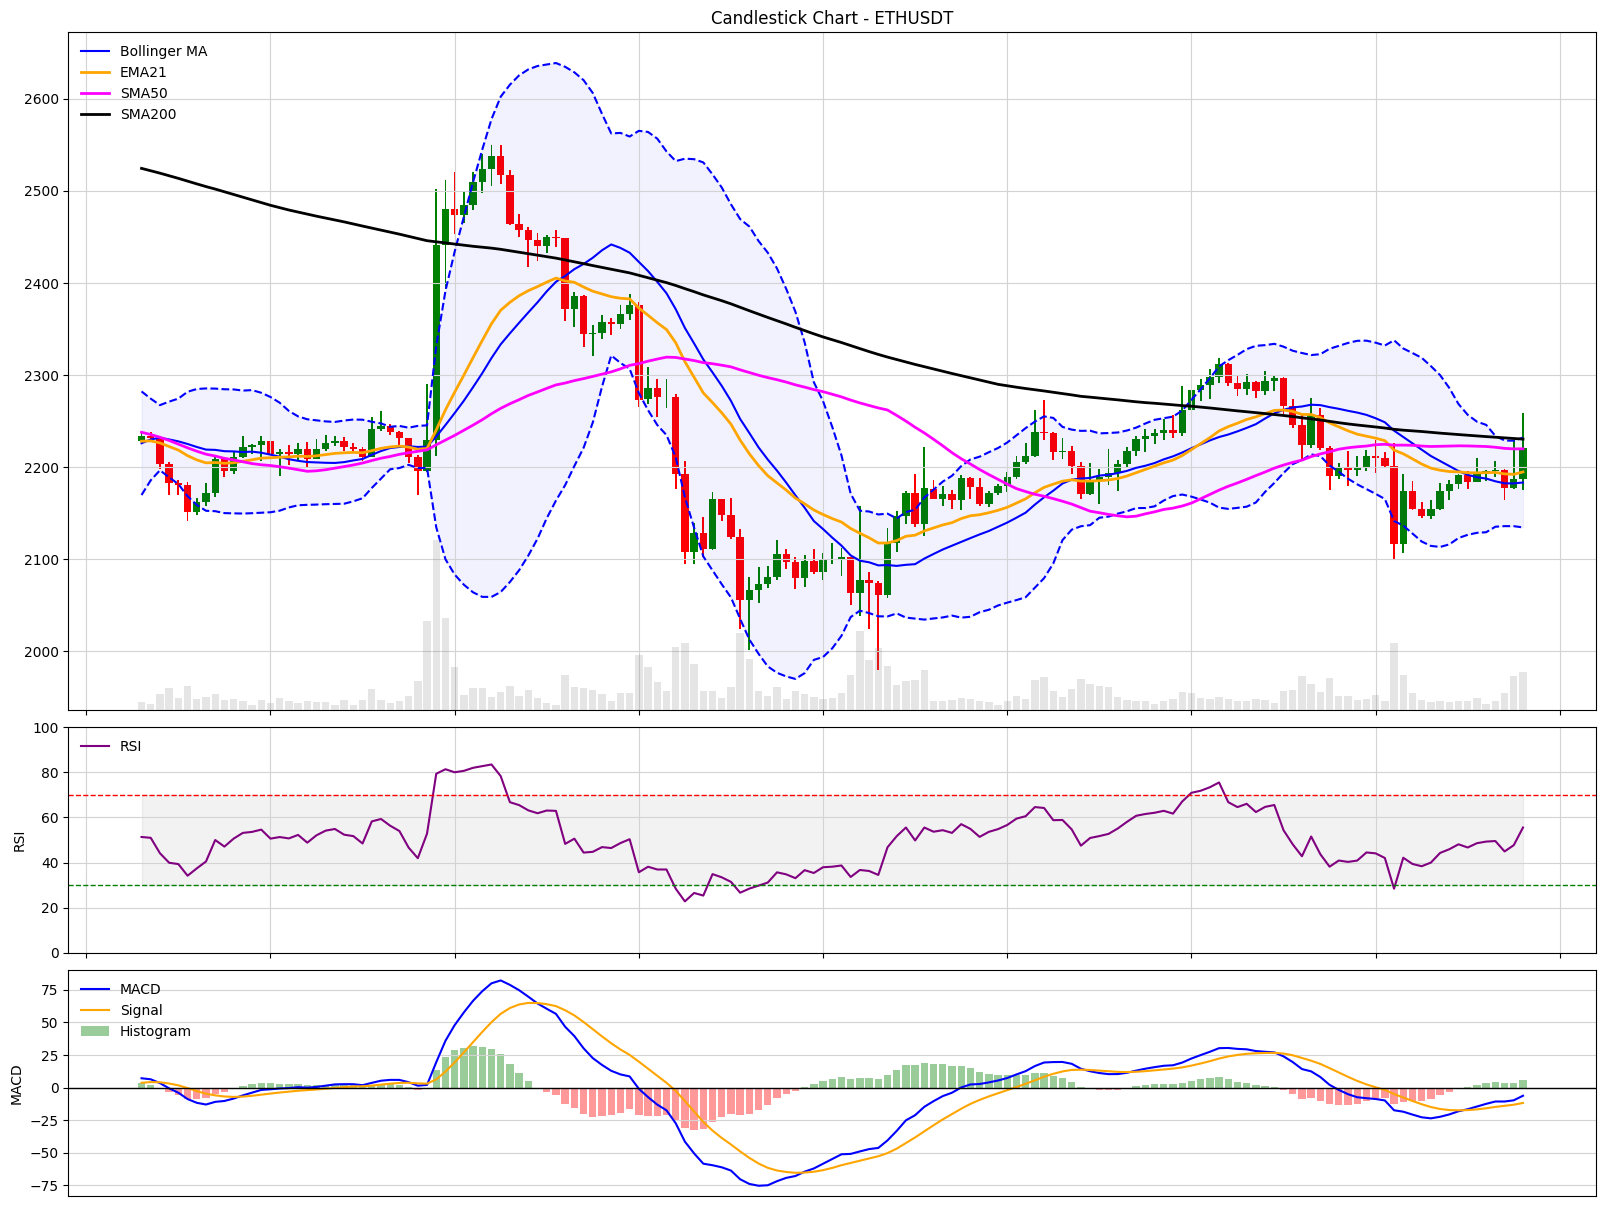 Candlestick Chart - ETHUSDT
Bollinger MA
EMA21
SMA50
SMA200
2600
2500
2400
2300
2200
2100
2000
RSI
100
80
60
40
20
0
RSI
MACD
Signal
Histogram
75
50
25
0
−25
−50
−75
MACD